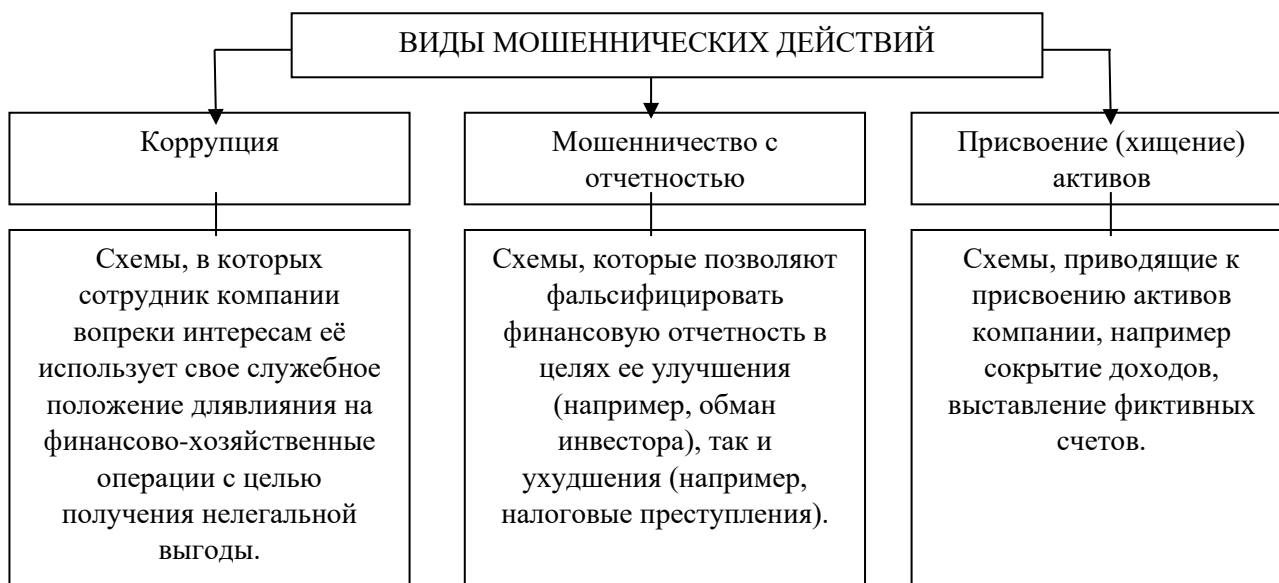 ВИДЫ МОШЕННИЧЕСКИХ ДЕЙСТВИЙ
Коррупция
Мошенничество с
отчетностью
Присвоение (хищение)
активов
Схемы, в которых
сотрудник компании
вопреки интересам её
использует свое служебное
положение длявлияния на
финансово-хозяйственные
операции с целью
получения нелегальной
выгоды.
Схемы, которые позволяют
фальсифицировать
финансовую отчетность в
целях ее улучшения
(например, обман
инвестора), так и
ухудшения (например,
налоговые преступления).
Схемы, приводящие к
присвоению активов
компании, например
сокрытие доходов,
выставление фиктивных
счетов.